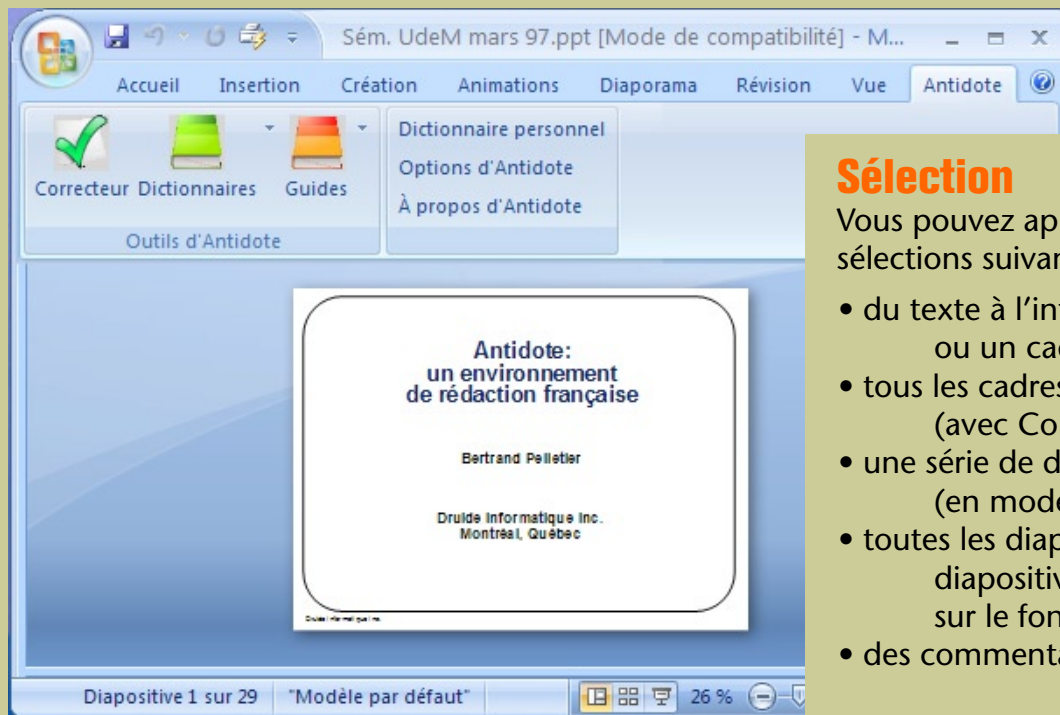 Sém. UdeM mars 97.ppt [Mode de compatibilité] - M...
Accueil Insertion Création Animations Diaporama Révision Vue Antidote
Correcteur Dictionnaires Guides
Dictionnaire personnel
Options d'Antidote
À propos d'Antidote
Outils d'Antidote
Antidote:
un environnement
de rédaction française
Bertrand Pelletier
Druide Informatique Inc.
Montréal, Québec
Druide Informatique Inc.
Diapositive 1 sur 29 "Modèle par défaut" 26 %
Sélection
Vous pouvez ap
sélections suivan
• du texte à l'in
ou un ca
• tous les cadres
(avec Co
• une série de d
(en mode
• toutes les diap
diapositiv
sur le fon
• des commenta